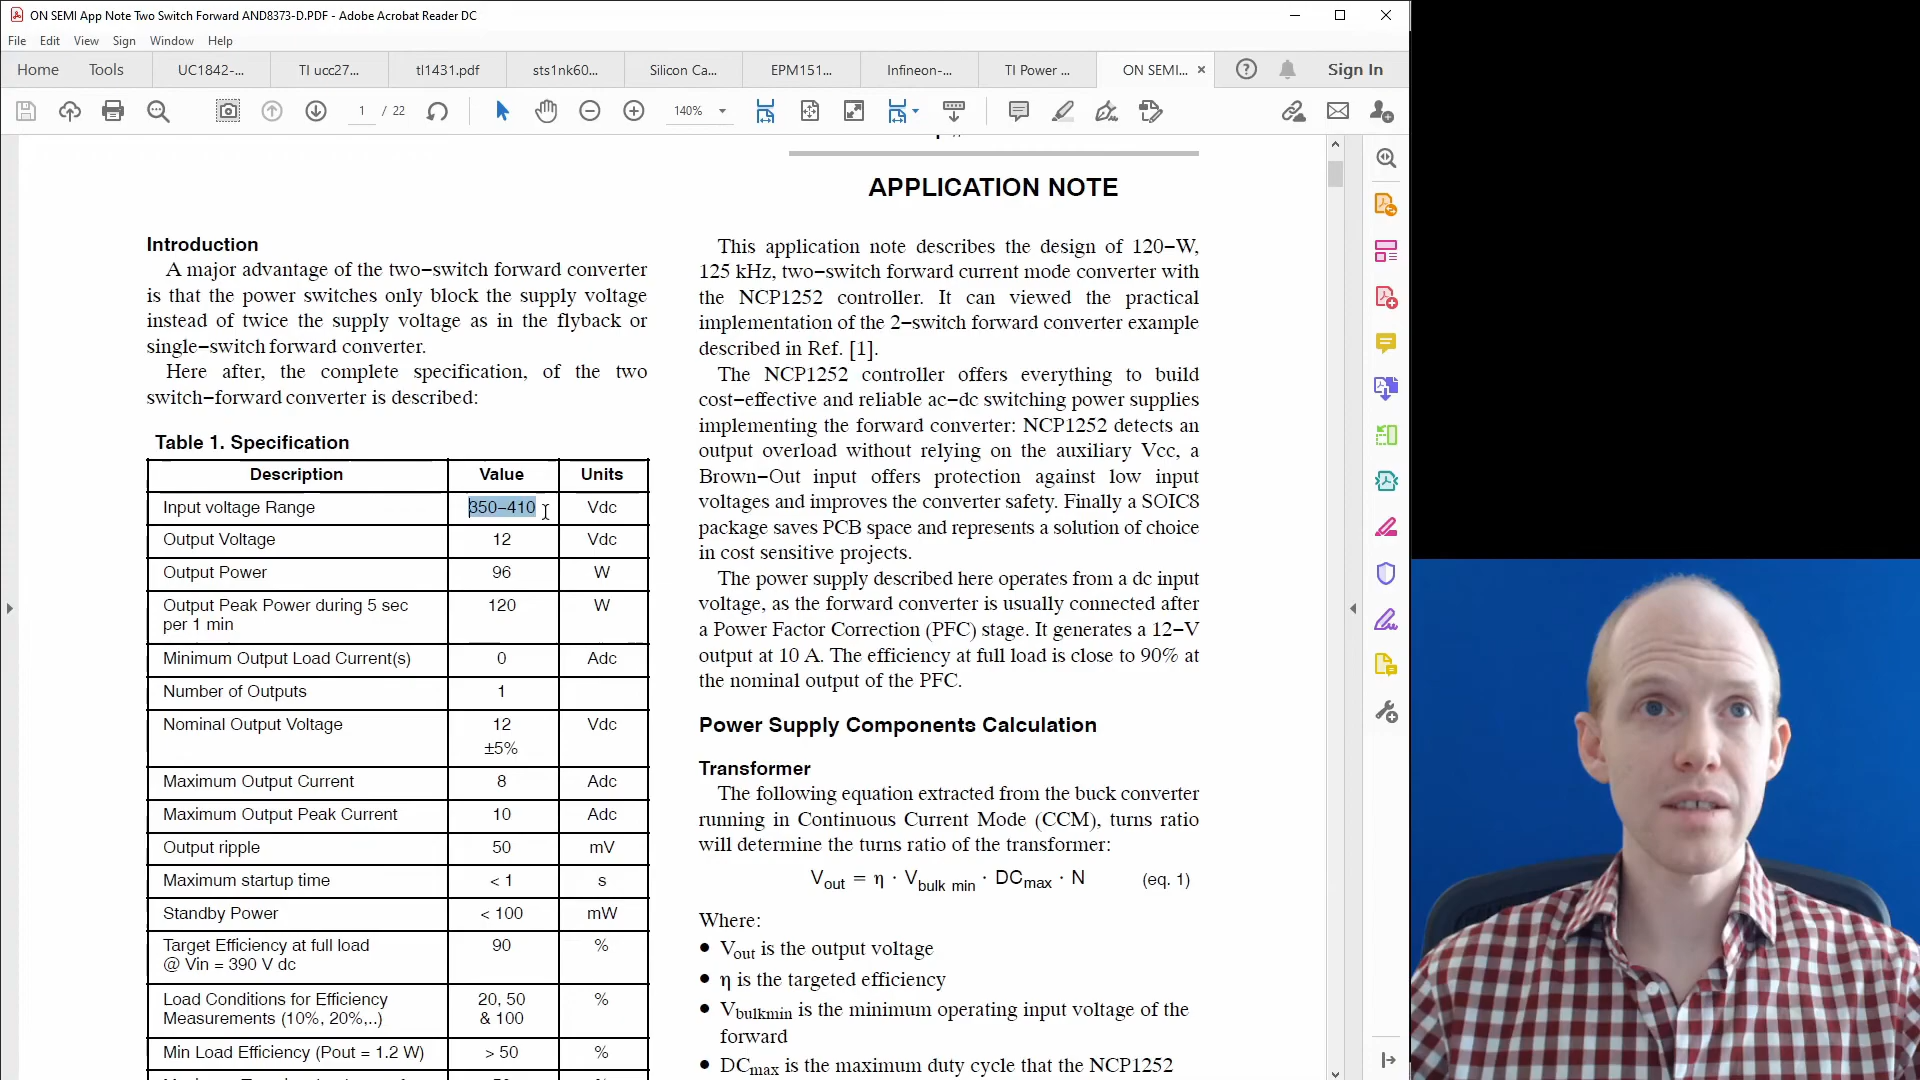 ON SEMI App Note Two Switch Forward AND8373-D.PDF - Adobe Acrobat Reader DC
File Edit View Sign Window Help
Home Tools UC1842-... TI ucc27... tl1431.pdf sts1nk60... Silicon Ca... EPM151... Infineon-... TI Power ... ON SEMI... Sign In
1 / 22 140%
APPLICATION NOTE
Introduction
A major advantage of the two−switch forward converter
is that the power switches only block the supply voltage
instead of twice the supply voltage as in the flyback or
single−switch forward converter.
Here after, the complete specification, of the two
switch−forward converter is described:
Table 1. Specification
Description Value Units
Input voltage Range 350−410 Vdc
Output Voltage 12 Vdc
Output Power 96 W
Output Peak Power during 5 sec 120 W
per 1 min
Minimum Output Load Current(s) 0 Adc
Number of Outputs 1
Nominal Output Voltage 12 Vdc
±5%
Maximum Output Current 8 Adc
Maximum Output Peak Current 10 Adc
Output ripple 50 mV
Maximum startup time < 1 s
Standby Power < 100 mW
Target Efficiency at full load 90 %
@ Vin = 390 V dc
Load Conditions for Efficiency 20, 50 %
Measurements (10%, 20%,..) & 100
Min Load Efficiency (Pout = 1.2 W) > 50 %
This application note describes the design of 120−W,
125 kHz, two−switch forward current mode converter with
the NCP1252 controller. It can viewed the practical
implementation of the 2−switch forward converter example
described in Ref. [1].
The NCP1252 controller offers everything to build
cost−effective and reliable ac−dc switching power supplies
implementing the forward converter: NCP1252 detects an
output overload without relying on the auxiliary Vcc, a
Brown−Out input offers protection against low input
voltages and improves the converter safety. Finally a SOIC8
package saves PCB space and represents a solution of choice
in cost sensitive projects.
The power supply described here operates from a dc input
voltage, as the forward converter is usually connected after
a Power Factor Correction (PFC) stage. It generates a 12−V
output at 10 A. The efficiency at full load is close to 90% at
the nominal output of the PFC.
Power Supply Components Calculation
Transformer
The following equation extracted from the buck converter
running in Continuous Current Mode (CCM), turns ratio
will determine the turns ratio of the transformer:
Vout = η · Vbulk min · DCmax · N (eq. 1)
Where:
● Vout is the output voltage
● η is the targeted efficiency
● Vbulkmin is the minimum operating input voltage of the
forward
● DCmax is the maximum duty cycle that the NCP1252